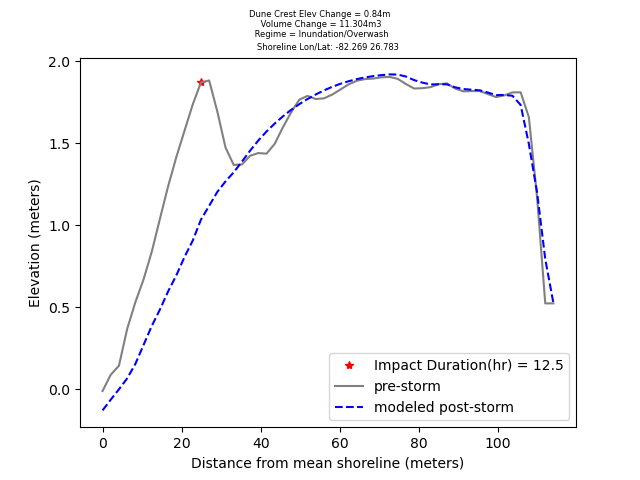 Dune Crest Elev Change = 0.84m
Volume Change = 11.304m3
Regime = Inundation/Overwash
Shoreline Lon/Lat: -82.269 26.783
2.0
1.5
1.0
0.5
0.0
Elevation (meters)
Impact Duration(hr) = 12.5
pre-storm
modeled post-storm
0 20 40 60 80 100
Distance from mean shoreline (meters)